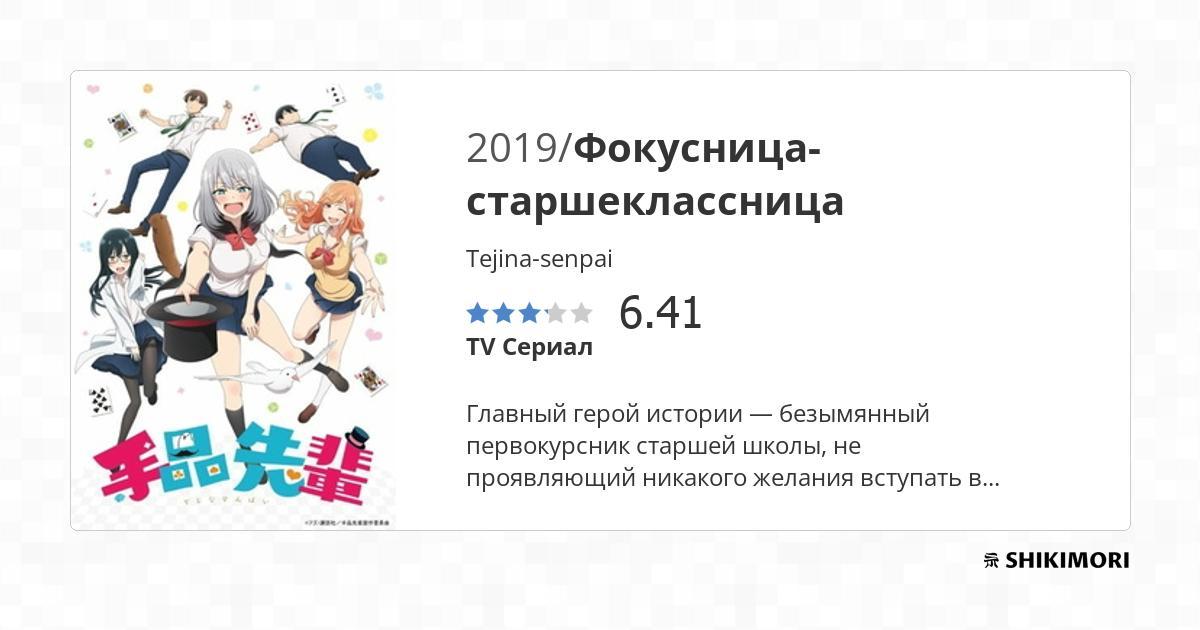 手品先輩
てじなせんぱい
2019/Фокусница-
старшеклассница
Tejina-senpai
6.41
TV Сериал
Главный герой истории — безымянный
первокурсник старшей школы, не
проявляющий никакого желания вступать в...
SHIKIMORI